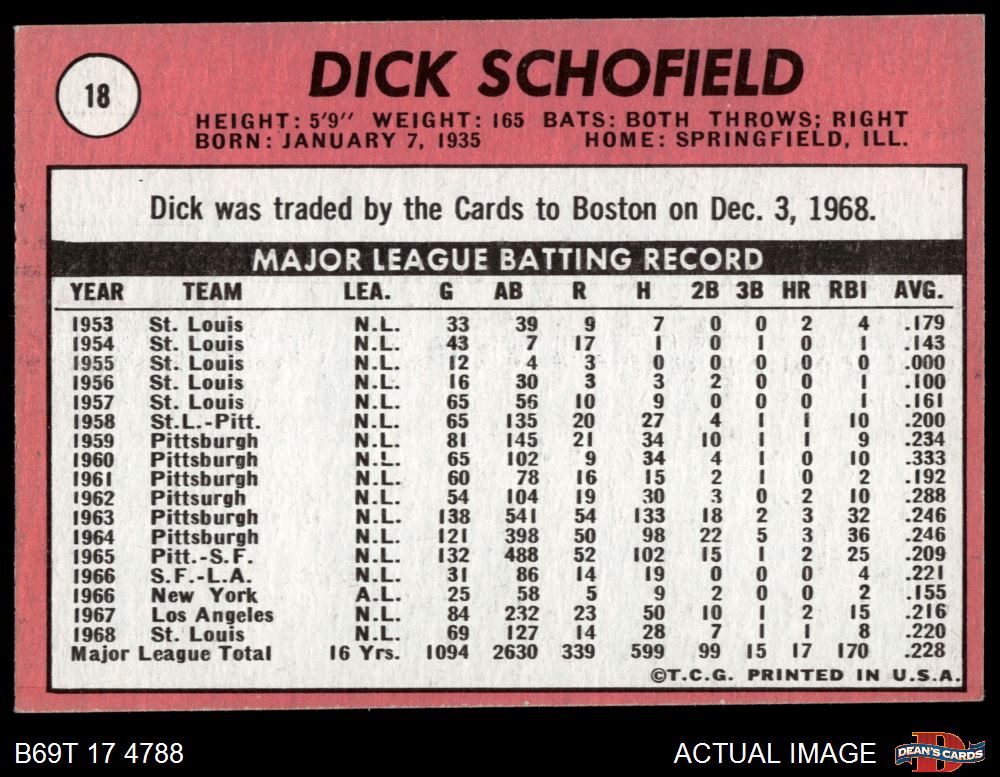 18
DICK SCHOFIELD
HEIGHT: 5'9" WEIGHT: 165 BATS: BOTH THROWS: RIGHT
BORN: JANUARY 7, 1935 HOME: SPRINGFIELD, ILL.
Dick was traded by the Cards to Boston on Dec. 3, 1968.
MAJOR LEAGUE BATTING RECORD
YEAR TEAM LEA. G AB R H 2B 3B HR RBI AVG.
1953 St. Louis N.L. 33 39 9 7 0 0 2 4 .179
1954 St. Louis N.L. 43 7 17 1 0 1 0 1 .143
1955 St. Louis N.L. 12 4 3 0 0 0 0 0 .000
1956 St. Louis N.L. 16 30 3 3 2 0 0 1 .100
1957 St. Louis N.L. 65 56 10 9 0 0 0 1 .161
1958 St.L.-Pitt. N.L. 65 135 20 27 4 1 1 10 .200
1959 Pittsburgh N.L. 81 145 21 34 10 1 1 9 .234
1960 Pittsburgh N.L. 65 102 9 34 4 1 0 10 .333
1961 Pittsburgh N.L. 60 78 16 15 2 1 0 2 .192
1962 Pittsurgh N.L. 54 104 19 30 3 0 2 10 .288
1963 Pittsburgh N.L. 138 541 54 133 18 2 3 32 .246
1964 Pittsburgh N.L. 121 398 50 98 22 5 3 36 .246
1965 Pitt.-S.F. N.L. 132 488 52 102 15 1 2 25 .209
1966 S.F.-L.A. N.L. 31 86 14 19 0 0 0 4 .221
1966 New York A.L. 25 58 5 9 2 0 0 2 .155
1967 Los Angeles N.L. 84 232 23 50 10 1 2 15 .216
1968 St. Louis N.L. 69 127 14 28 7 1 1 8 .220
Major League Total 16 Yrs. 1094 2630 339 599 99 15 17 170 .228
©T.C.G. PRINTED IN U.S.A.
B69T 17 4788
ACTUAL IMAGE
DEAN'S CARDS